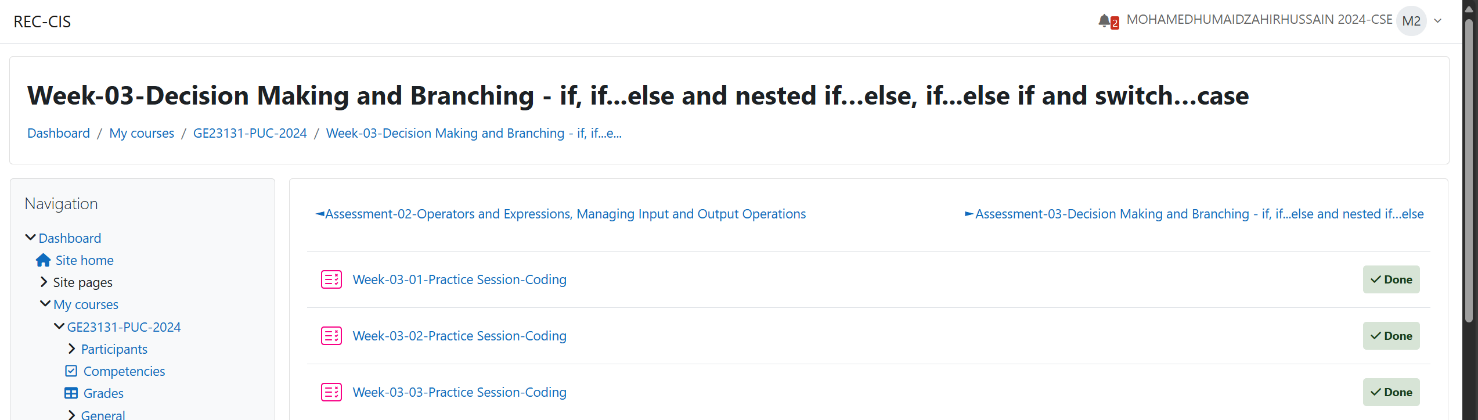 REC-CIS
2 MOHAMEDHUMAIDZAHIRHUSSAIN 2024-CSE M2
Week-03-Decision Making and Branching - if, if...else and nested if...else, if...else if and switch...case
Dashboard / My courses / GE23131-PUC-2024 / Week-03-Decision Making and Branching - if, if...e...
Navigation
Dashboard
Site home
Site pages
My courses
GE23131-PUC-2024
Participants
Competencies
Grades
General
◄Assessment-02-Operators and Expressions, Managing Input and Output Operations
►Assessment-03-Decision Making and Branching - if, if...else and nested if...else
Week-03-01-Practice Session-Coding
✓ Done
Week-03-02-Practice Session-Coding
✓ Done
Week-03-03-Practice Session-Coding
✓ Done